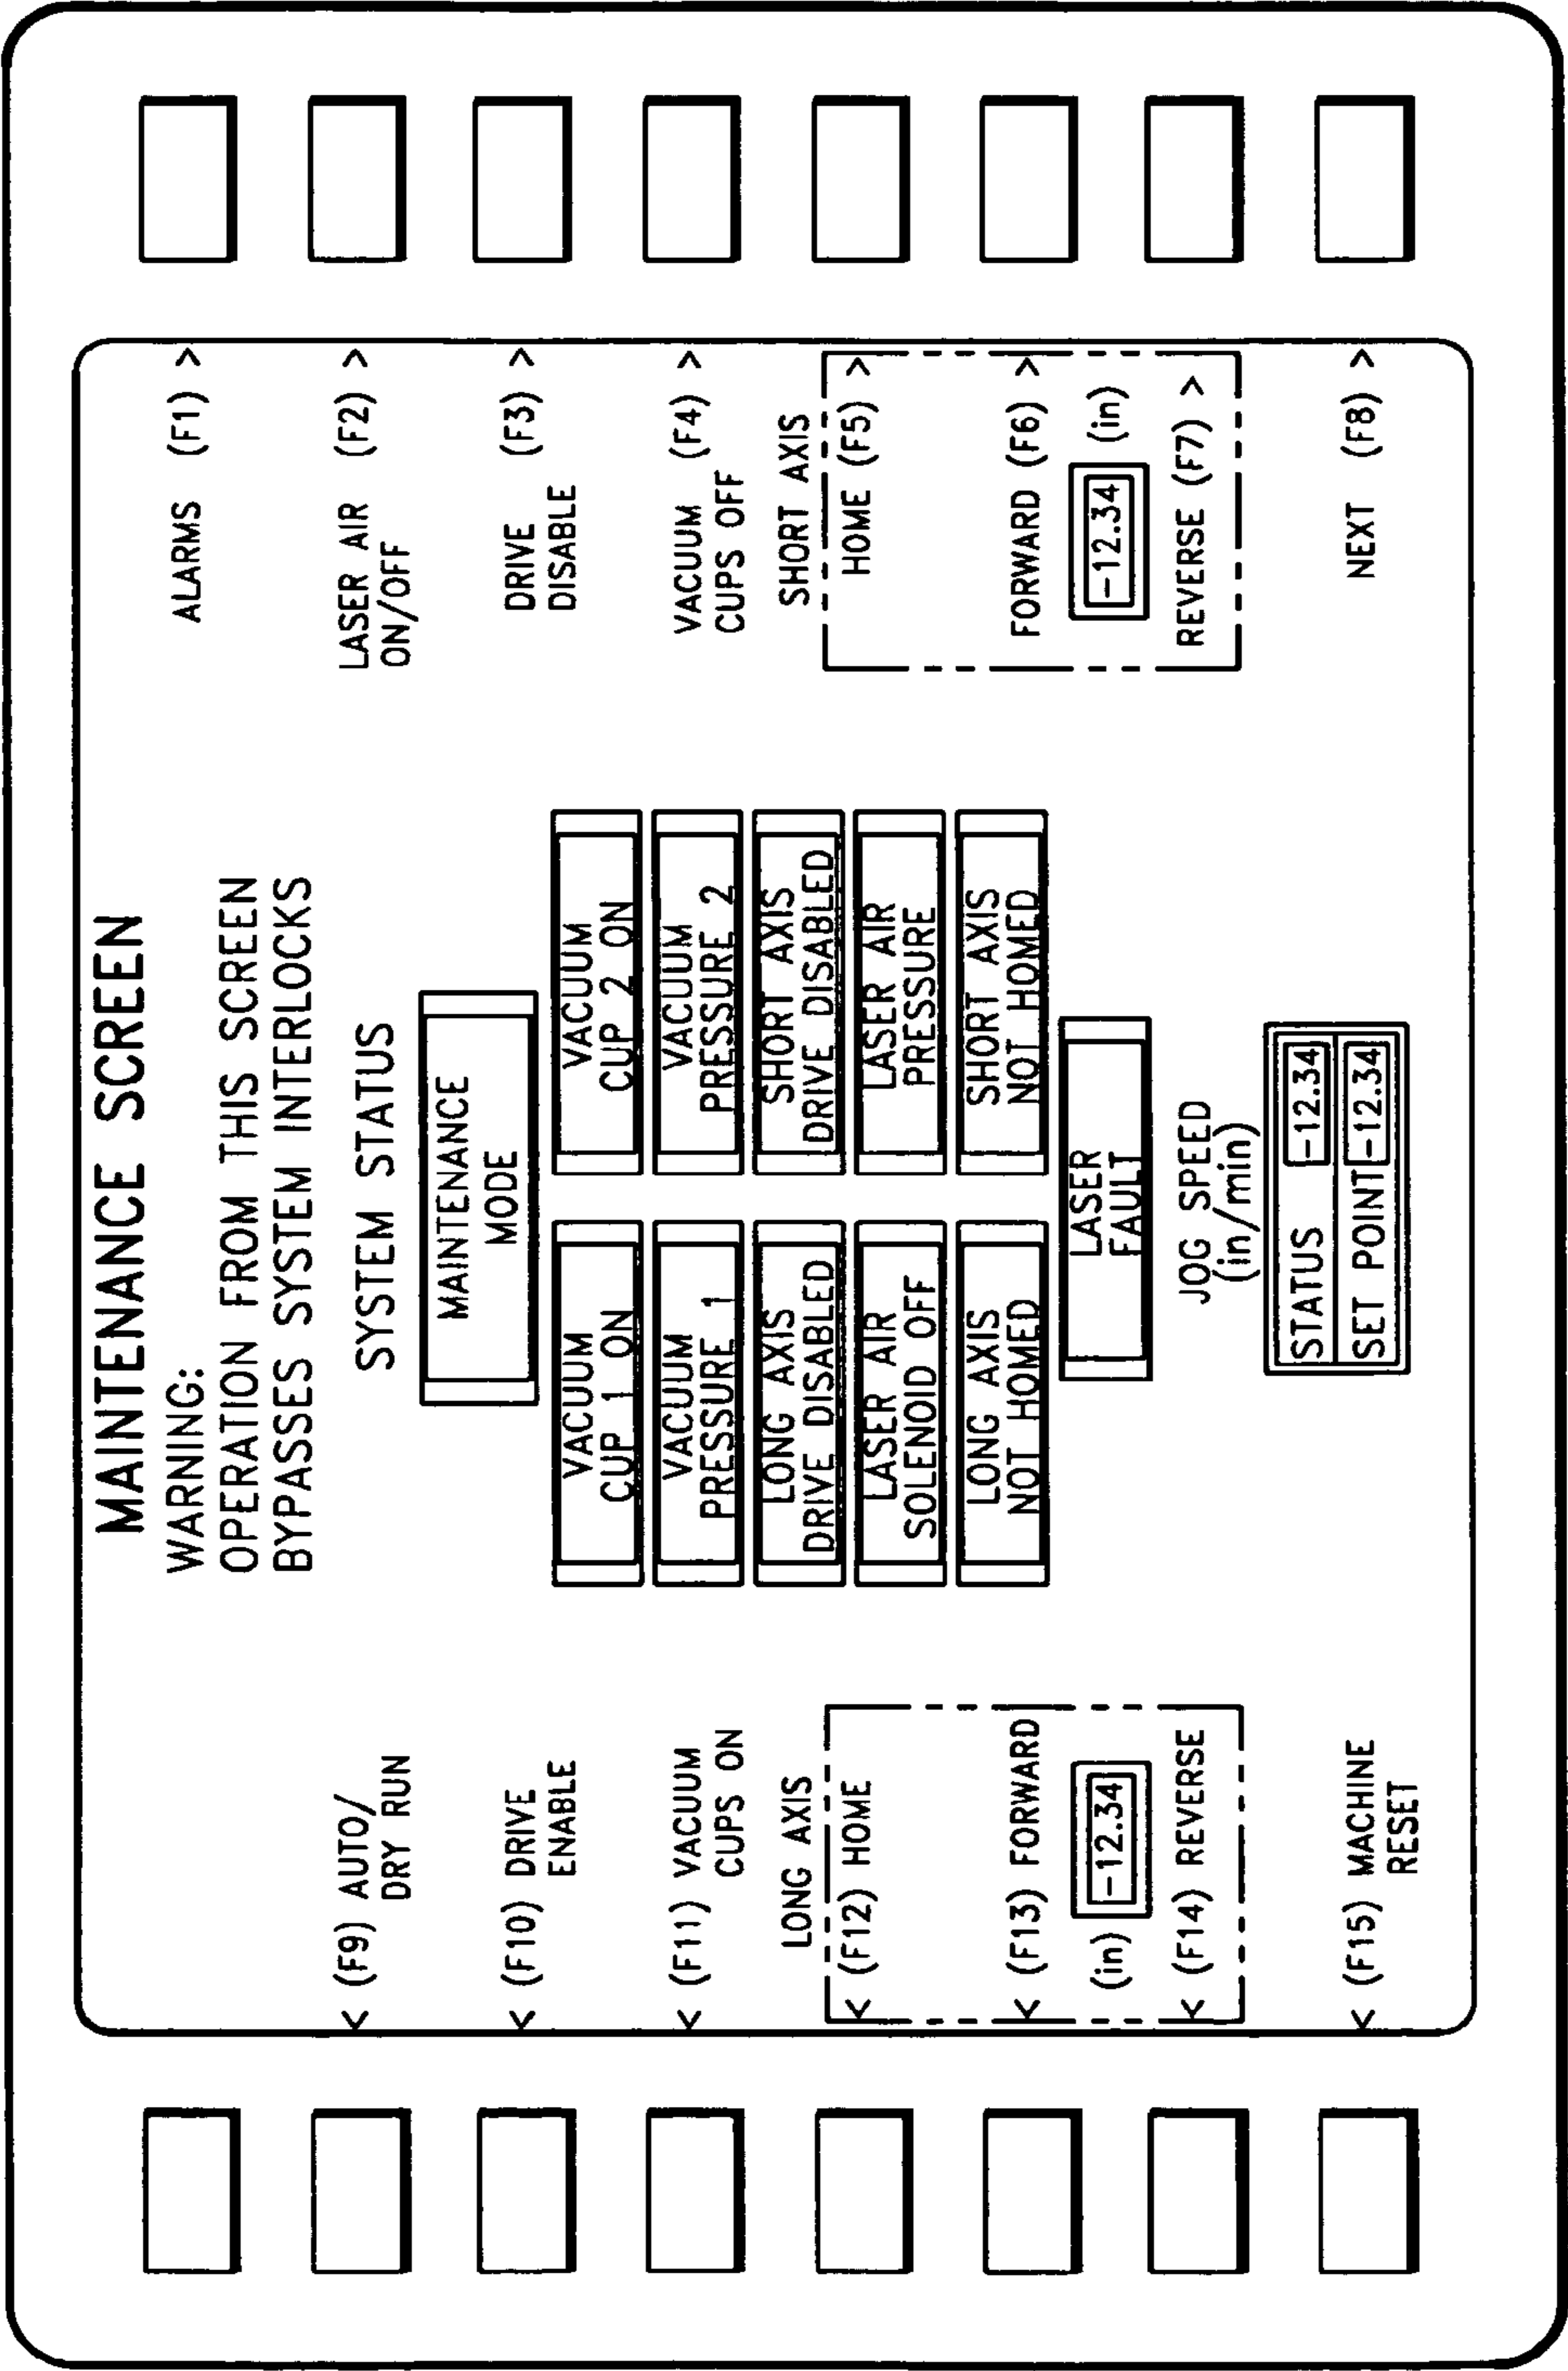 MAINTENANCE SCREEN
WARNING:
OPERATION FROM THIS SCREEN
BYPASSES SYSTEM INTERLOCKS
SYSTEM STATUS
MAINTENANCE
MODE
VACUUM
CUP 1 ON
VACUUM
CUP 2 ON
VACUUM
PRESSURE 1
VACUUM
PRESSURE 2
LONG AXIS
DRIVE DISABLED
SHORT AXIS
DRIVE DISABLED
LASER AIR
SOLENOID OFF
LASER AIR
PRESSURE
LONG AXIS
NOT HOMED
SHORT AXIS
NOT HOMED
LASER
FAULT
JOG SPEED
(in/min)
STATUS -12.34
SET POINT -12.34
< (F9) AUTO/
DRY RUN
< (F10) DRIVE
ENABLE
< (F11) VACUUM
CUPS ON
LONG AXIS
< (F12) HOME
< (F13) FORWARD
(in) -12.34
< (F14) REVERSE
< (F15) MACHINE
RESET
ALARMS (F1) >
LASER AIR (F2) >
ON/OFF
DRIVE (F3) >
DISABLE
VACUUM (F4) >
CUPS OFF
SHORT AXIS
HOME (F5) >
FORWARD (F6) >
-12.34 (in)
REVERSE (F7) >
NEXT (F8) >